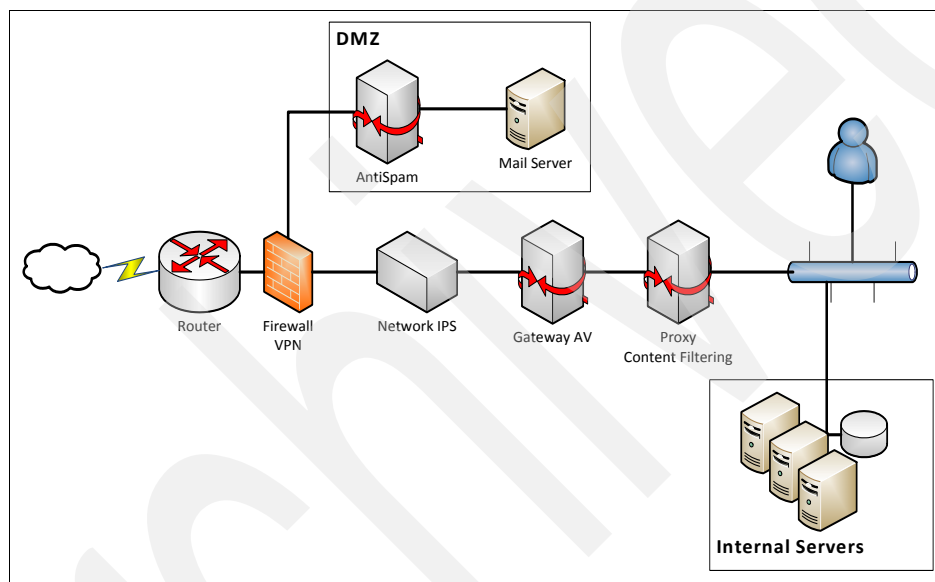 DMZ
AntiSpam
Mail Server
Router
Firewall
VPN
Network IPS
Gateway AV
Proxy
Content Filtering
Internal Servers